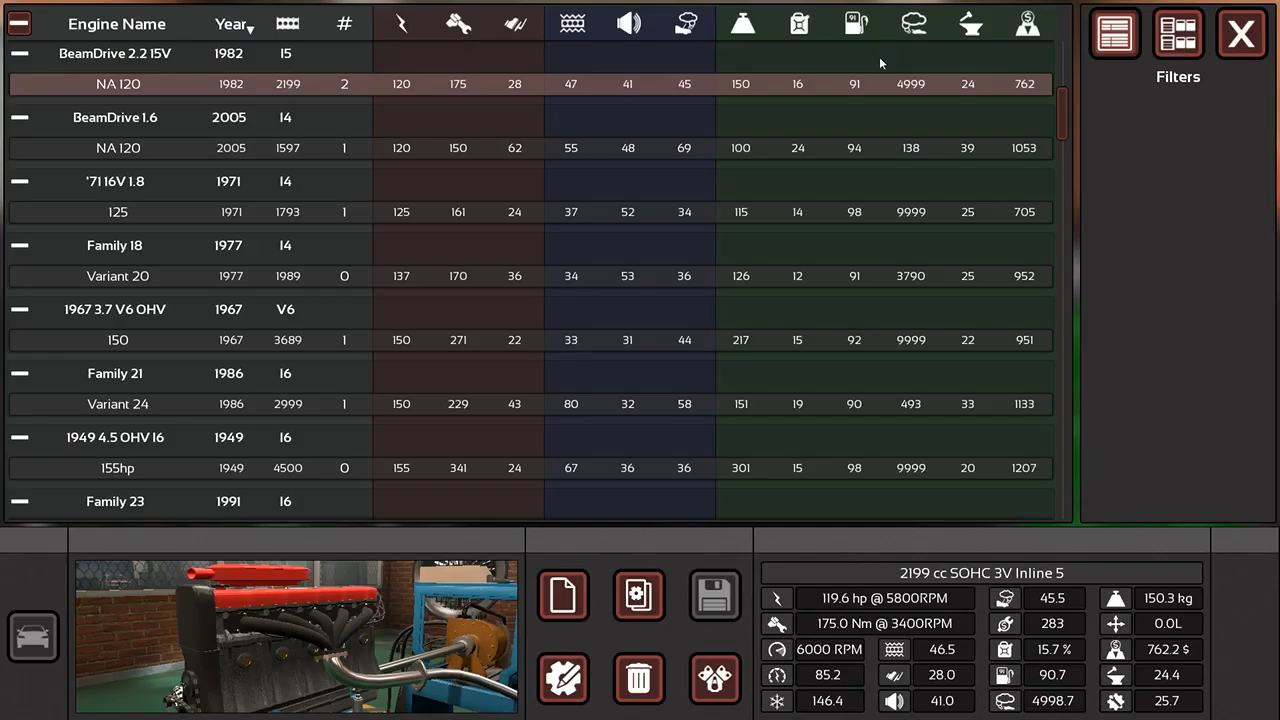 Engine Name Year #
BeamDrive 2.2 15V 1982 I5
NA 120 1982 2199 2 120 175 28 47 41 45 150 16 91 4999 24 762
BeamDrive 1.6 2005 I4
NA 120 2005 1597 1 120 150 62 55 48 69 100 24 94 138 39 1053
'71 16V 1.8 1971 I4
125 1971 1793 1 125 161 24 37 52 34 115 14 98 9999 25 705
Family 18 1977 I4
Variant 20 1977 1989 0 137 170 36 34 53 36 126 12 91 3790 25 952
1967 3.7 V6 OHV 1967 V6
150 1967 3689 1 150 271 22 33 31 44 217 15 92 9999 22 951
Family 21 1986 I6
Variant 24 1986 2999 1 150 229 43 80 32 58 151 19 90 493 33 1133
1949 4.5 OHV I6 1949 I6
155hp 1949 4500 0 155 341 24 67 36 36 301 15 98 9999 20 1207
Family 23 1991 I6
Filters
2199 cc SOHC 3V Inline 5
119.6 hp @ 5800RPM 45.5 150.3 kg
175.0 Nm @ 3400RPM 283 0.0L
6000 RPM 46.5 15.7 % 762.2 $
85.2 28.0 90.7 24.4
146.4 41.0 4998.7 25.7